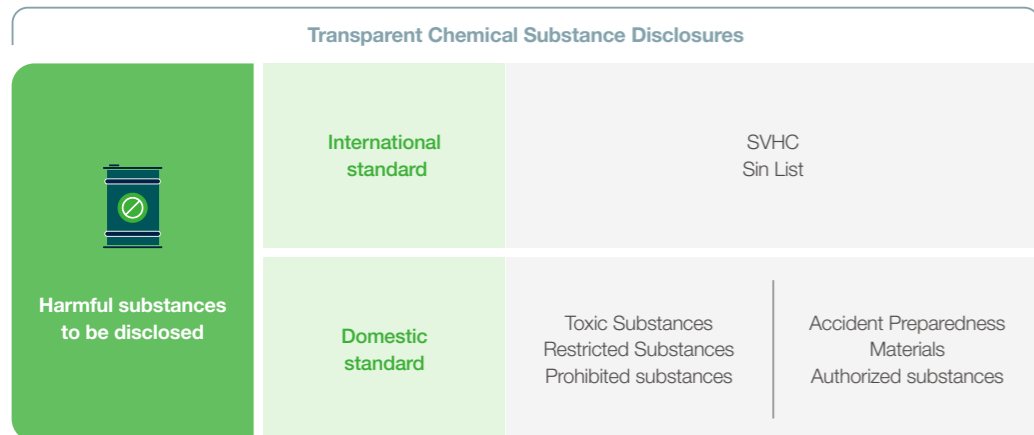 Transparent Chemical Substance Disclosures
Harmful substances
to be disclosed
International
standard
SVHC
Sin List
Domestic
standard
Toxic Substances
Restricted Substances
Prohibited substances
Accident Preparedness
Materials
Authorized substances